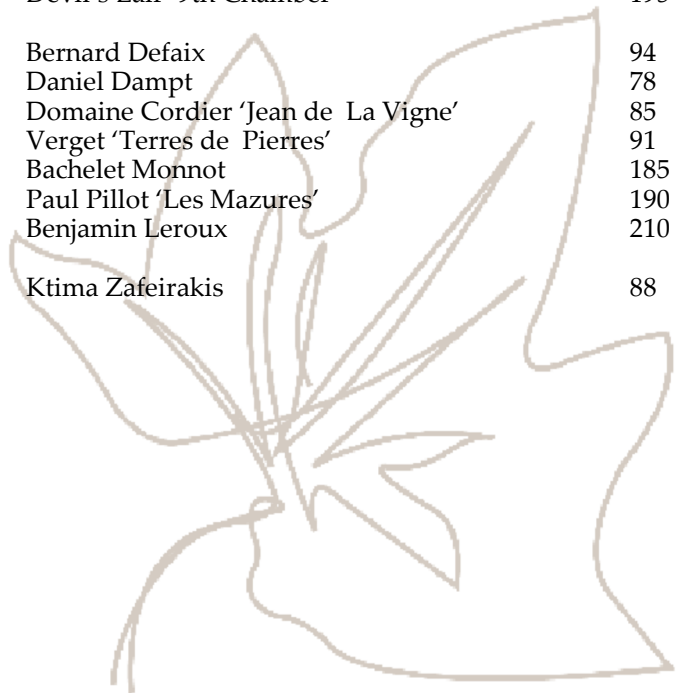 Bernard Defaix 94
Daniel Dampt 78
Domaine Cordier ‘Jean de La Vigne’ 85
Verget ‘Terres de Pierres’ 91
Bachelet Monnot 185
Paul Pillot ‘Les Mazures’ 190
Benjamin Leroux 210
Ktima Zafeirakis 88